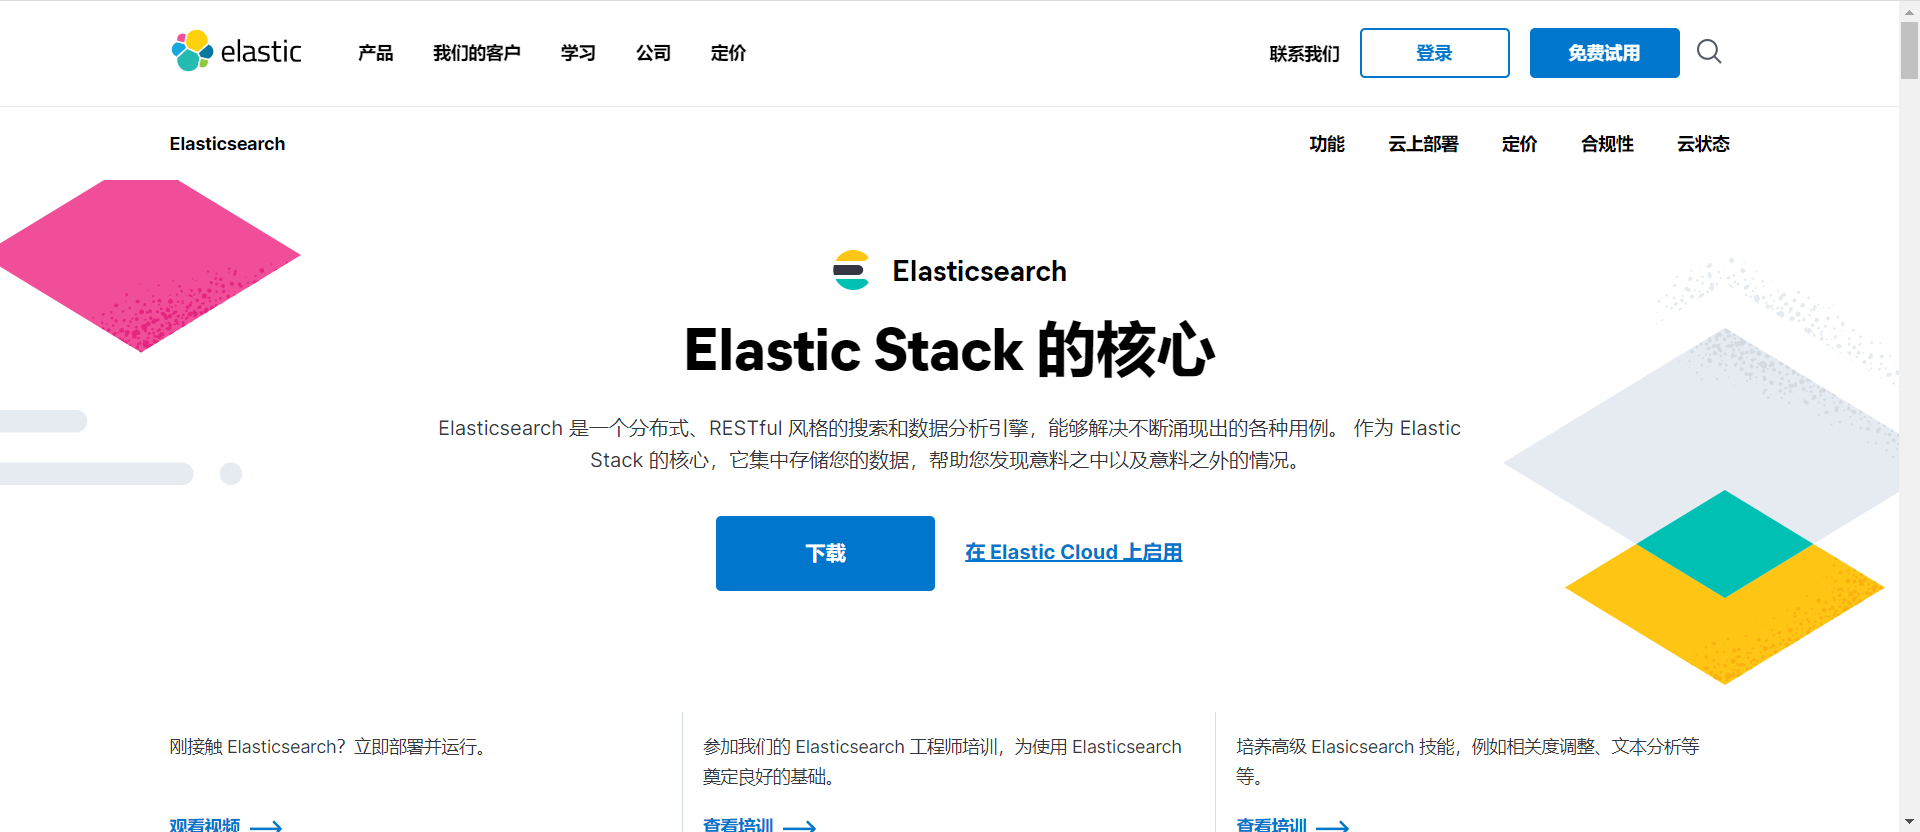 elastic 产品 我们的客户 学习 公司 定价 联系我们 登录 免费试用
Elasticsearch 功能 云上部署 定价 合规性 云状态
Elasticsearch
Elastic Stack 的核心
Elasticsearch 是一个分布式、RESTful 风格的搜索和数据分析引擎，能够解决不断涌现出的各种用例。 作为 Elastic
Stack 的核心，它集中存储您的数据，帮助您发现意料之中以及意料之外的情况。
下载 在 Elastic Cloud 上启用
刚接触 Elasticsearch？立即部署并运行。
观看视频
参加我们的 Elasticsearch 工程师培训，为使用 Elasticsearch
奠定良好的基础。
查看培训
培养高级 Elasicsearch 技能，例如相关度调整、文本分析等
等。
查看培训